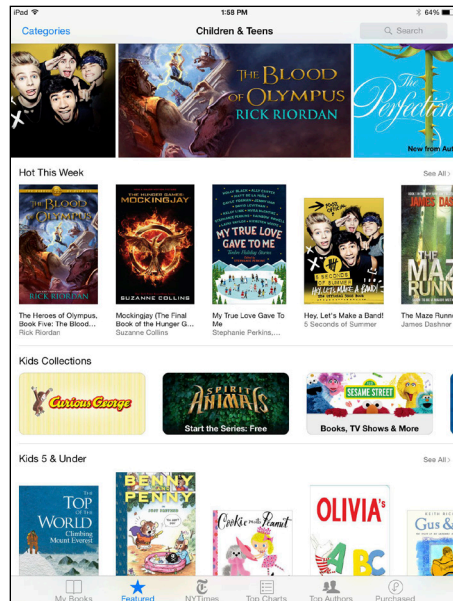 iPad 1:58 PM 64%
Categories Children & Teens Search
THE BLOOD
OF OLYMPUS
RICK RIORDAN
The
Perfection
New from Aut
Hot This Week See All >
THE BLOOD
OF OLYMPUS
RICK RIORDAN
THE HUNGER GAMES
MOCKINGJAY
SUZANNE COLLINS
MY TRUE LOVE
GAVE TO ME
Twelve Holiday Stories
5 SECONDS
OF SUMMER
HEY, LET'S MAKE A BAND!
JAMES DAS
THE
MAZ
RUNN
The Heroes of Olympus,
Book Five: The Blood...
Rick Riordan
Mockingjay (The Final
Book of the Hunger G...
Suzanne Collins
My True Love Gave To
Me
Stephanie Perkins,...
Hey, Let's Make a Band!
5 Seconds of Summer
The Maze Runn
James Dashner
Kids Collections
Curious George
SPIRIT
ANIMALS
Start the Series: Free
SESAME STREET
Books, TV Shows & More
Kids 5 & Under See All >
THE
TOP
OF THE
WORLD
Climbing
Mount Everest
BENNY
AND
PENNY
Cookie with Peanut
OLIVIA's
ABC
KEITH
Gus &
My Books Featured NYTimes Top Charts Top Authors Purchased